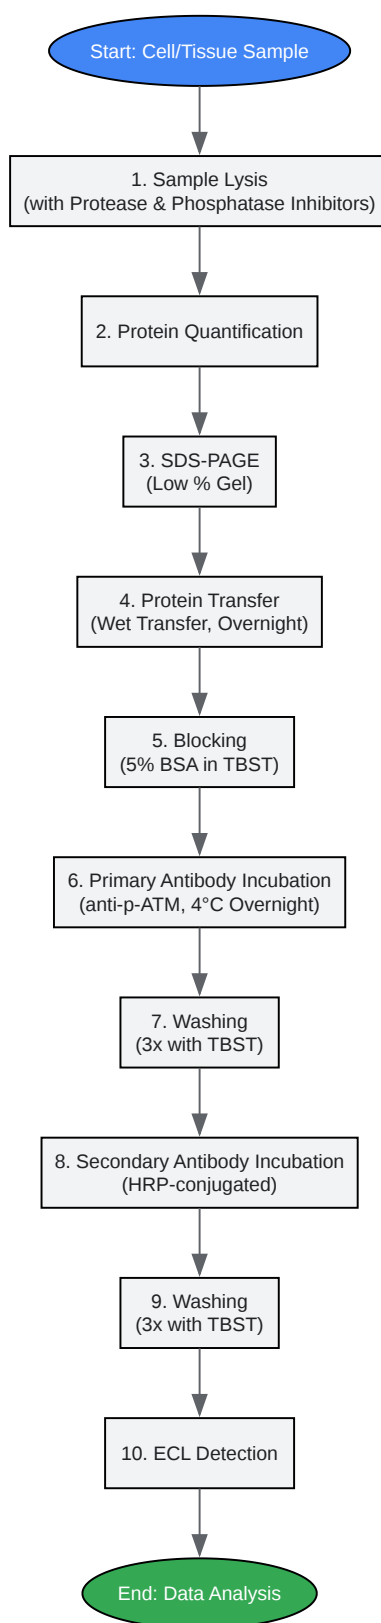 Start: Cell/Tissue Sample
1. Sample Lysis
(with Protease & Phosphatase Inhibitors)
2. Protein Quantification
3. SDS-PAGE
(Low % Gel)
4. Protein Transfer
(Wet Transfer, Overnight)
5. Blocking
(5% BSA in TBST)
6. Primary Antibody Incubation
(anti-p-ATM, 4°C Overnight)
7. Washing
(3x with TBST)
8. Secondary Antibody Incubation
(HRP-conjugated)
9. Washing
(3x with TBST)
10. ECL Detection
End: Data Analysis